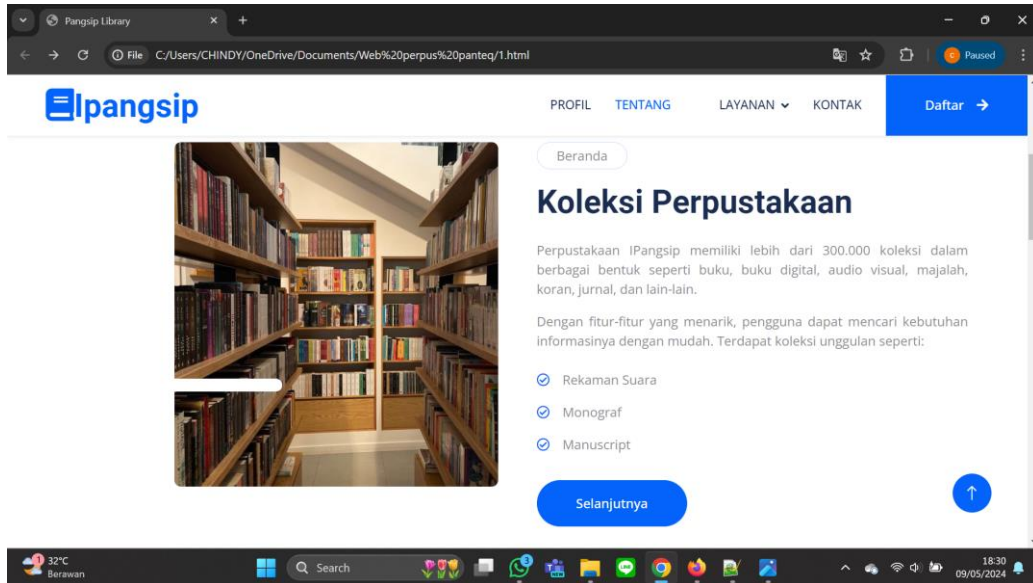 Pangsip Library
File C:/Users/CHINDY/OneDrive/Documents/Web%20perpus%20panteq/1.html
Paused
Ipangsip
PROFIL TENTANG LAYANAN KONTAK Daftar
Beranda
Koleksi Perpustakaan
Perpustakaan IPangsip memiliki lebih dari 300.000 koleksi dalam
berbagai bentuk seperti buku, buku digital, audio visual, majalah,
koran, jurnal, dan lain-lain.
Dengan fitur-fitur yang menarik, pengguna dapat mencari kebutuhan
informasinya dengan mudah. Terdapat koleksi unggulan seperti:
Rekaman Suara
Monograf
Manuscript
Selanjutnya
1
32°C
Berawan
Search
3
18:30
09/05/2024